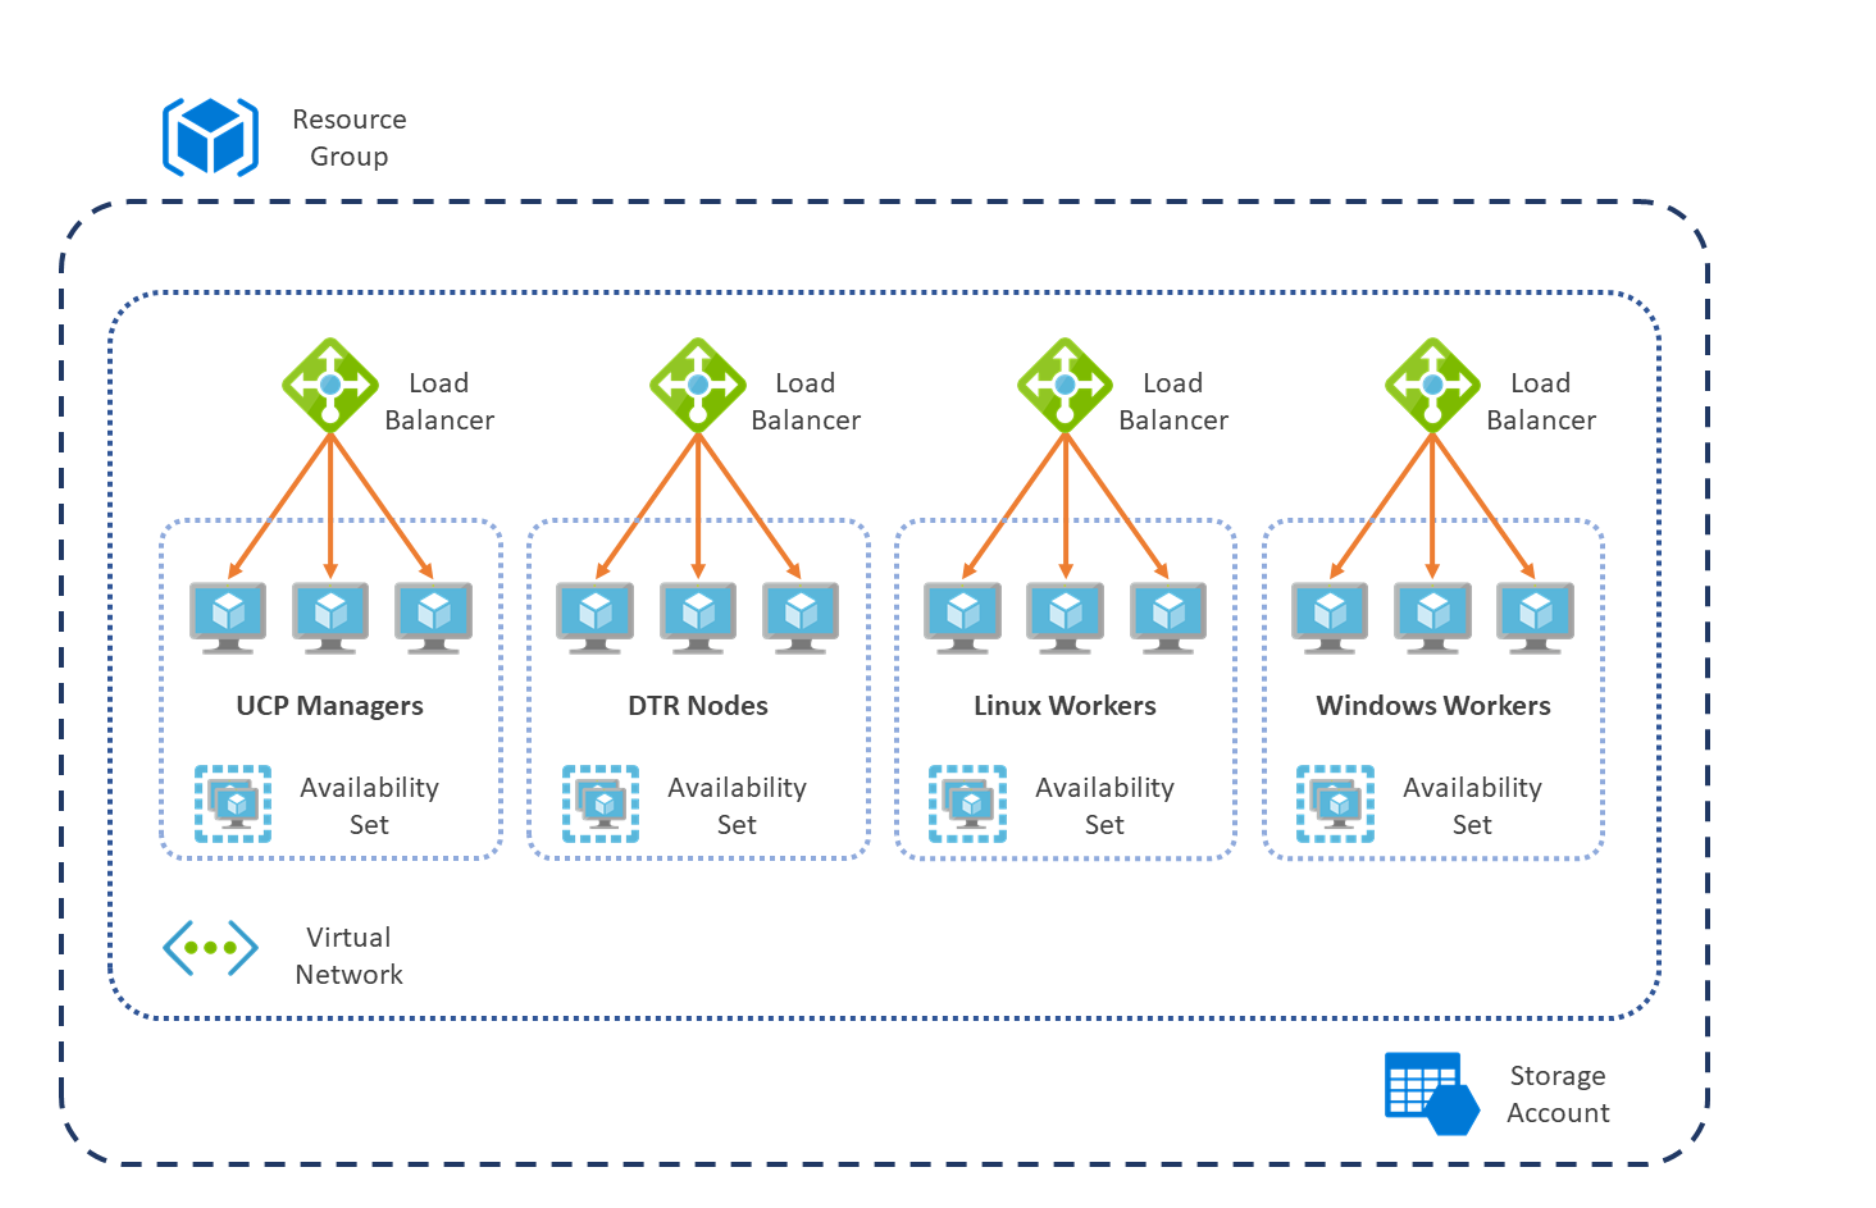 Resource
Group
Load
Balancer
Load
Balancer
Load
Balancer
Load
Balancer
UCP Managers
DTR Nodes
Linux Workers
Windows Workers
Availability
Set
Availability
Set
Availability
Set
Availability
Set
Virtual
Network
Storage
Account